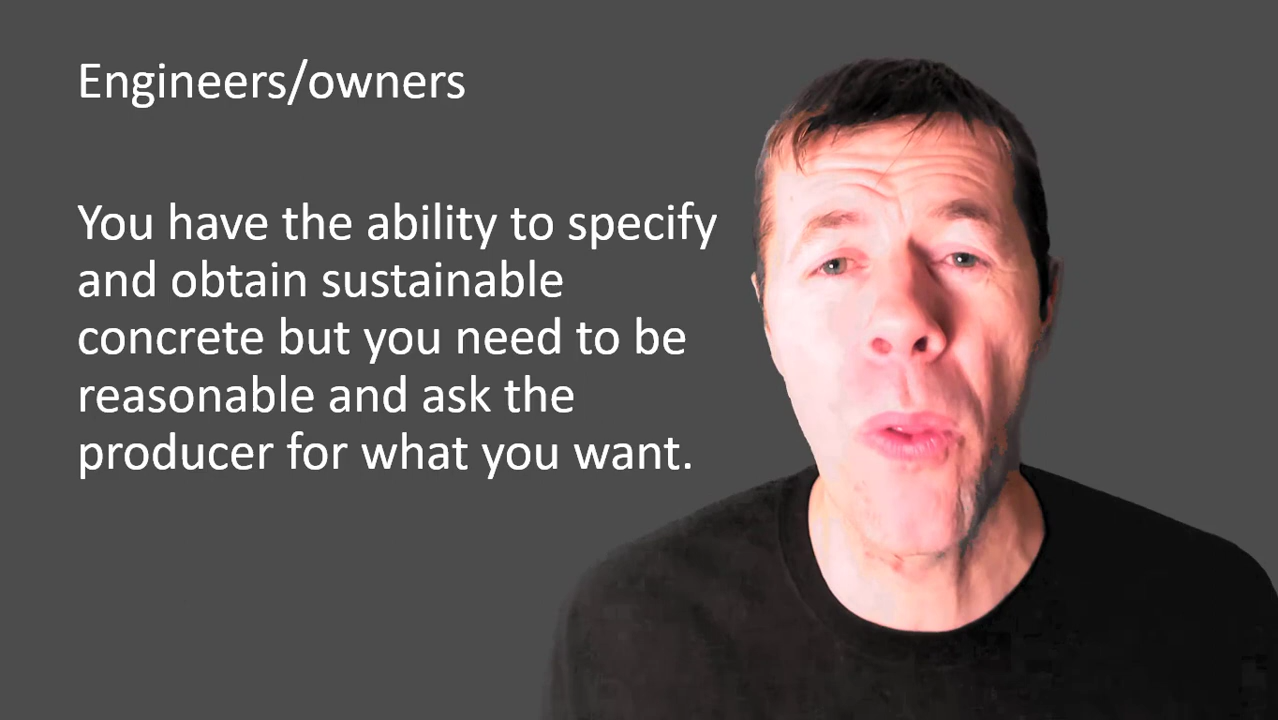 Engineers/owners
You have the ability to specify
and obtain sustainable
concrete but you need to be
reasonable and ask the
producer for what you want.